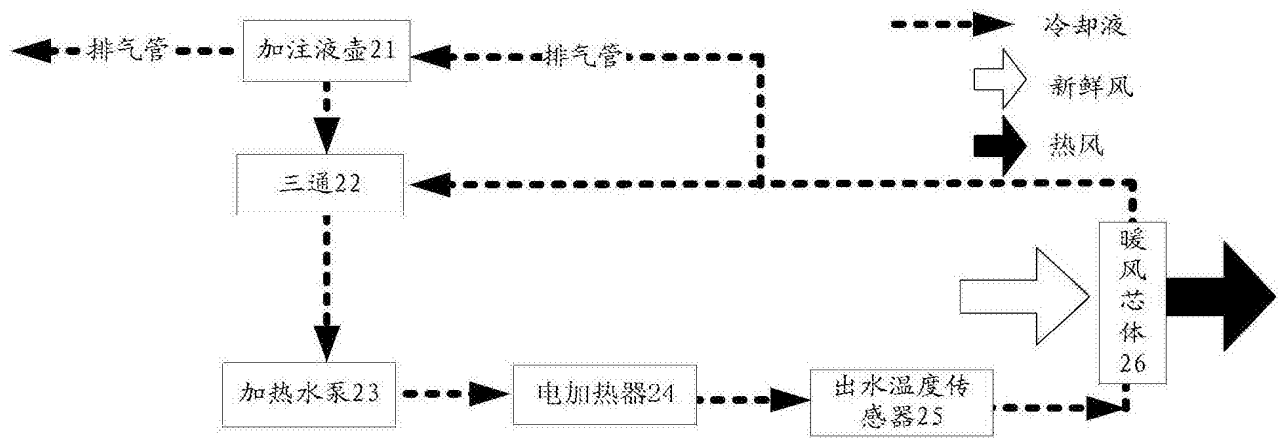 排气管
加注液壶21
排气管
冷却液
新鲜风
热风
三通22
暖
风
芯
体
26
加热水泵23
电加热器24
出水温度传
感器25